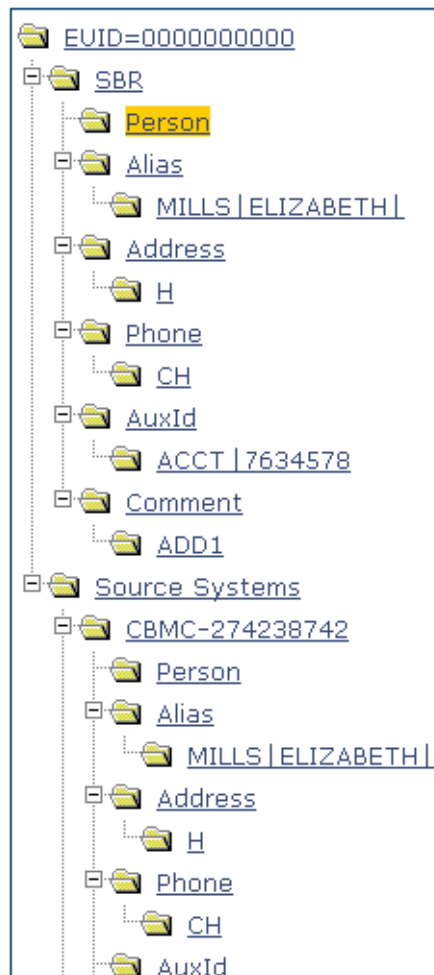 EUID=0000000000
SBR
Person
Alias
MILLS|ELIZABETH|
Address
H
Phone
CH
AuxId
ACCT|7634578
Comment
ADD1
Source Systems
CBMC-274238742
Person
Alias
MILLS|ELIZABETH|
Address
H
Phone
CH
AuxId